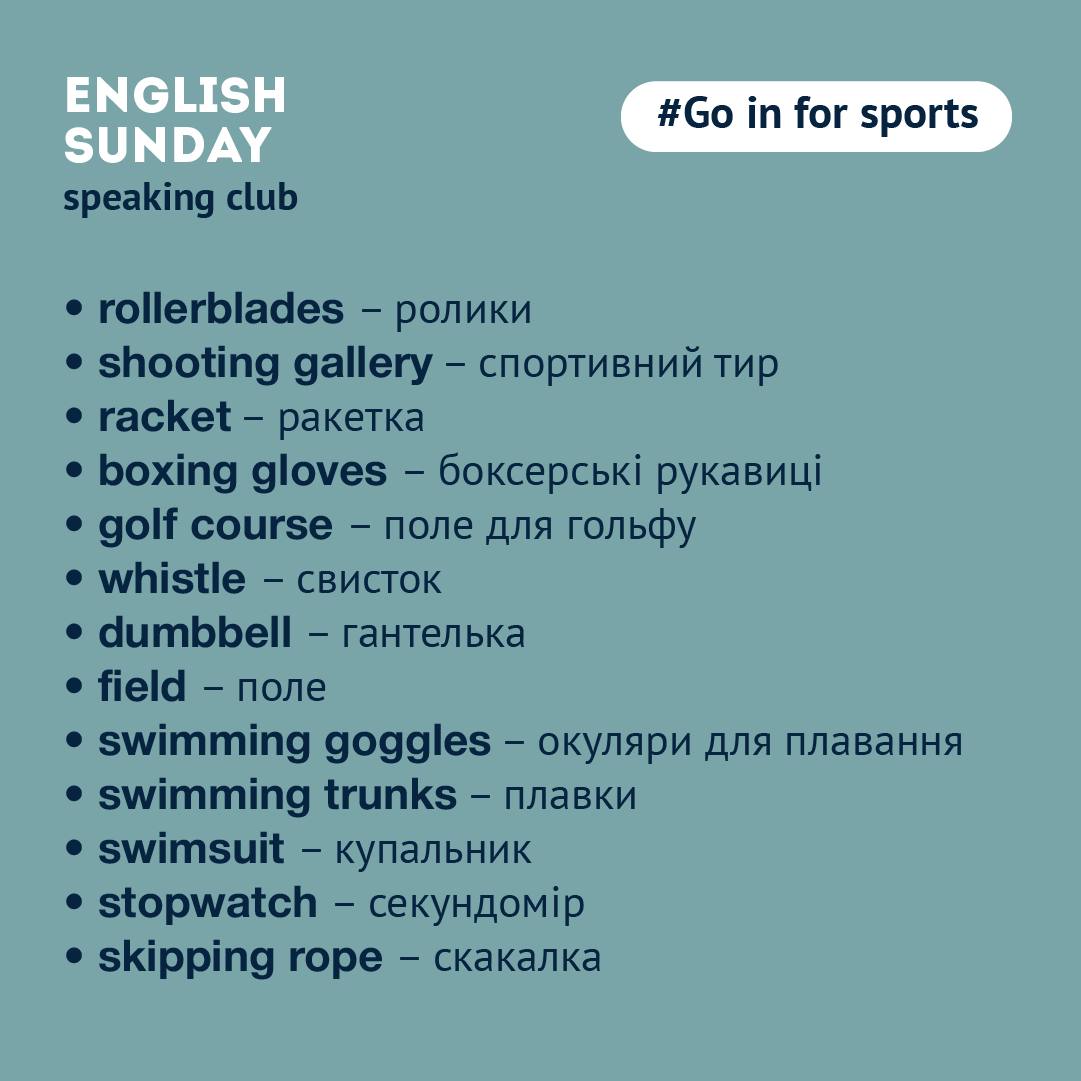 ENGLISH
SUNDAY
speaking club
#Go in for sports
• rollerblades – ролики
• shooting gallery – спортивний тир
• racket – ракетка
• boxing gloves – боксерські рукавиці
• golf course – поле для гольфу
• whistle – свисток
• dumbbell – гантелька
• field – поле
• swimming goggles – окуляри для плавання
• swimming trunks – плавки
• swimsuit – купальник
• stopwatch – секундомір
• skipping rope – скакалка